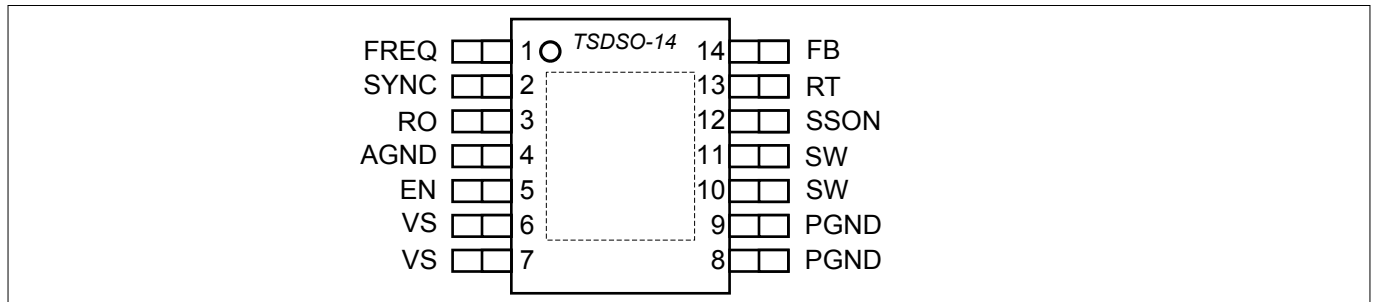 FREQ 1 TSDSO-14 14 FB
SYNC 2 13 RT
RO 3 12 SSON
AGND 4 11 SW
EN 5 10 SW
VS 6 9 PGND
VS 7 8 PGND